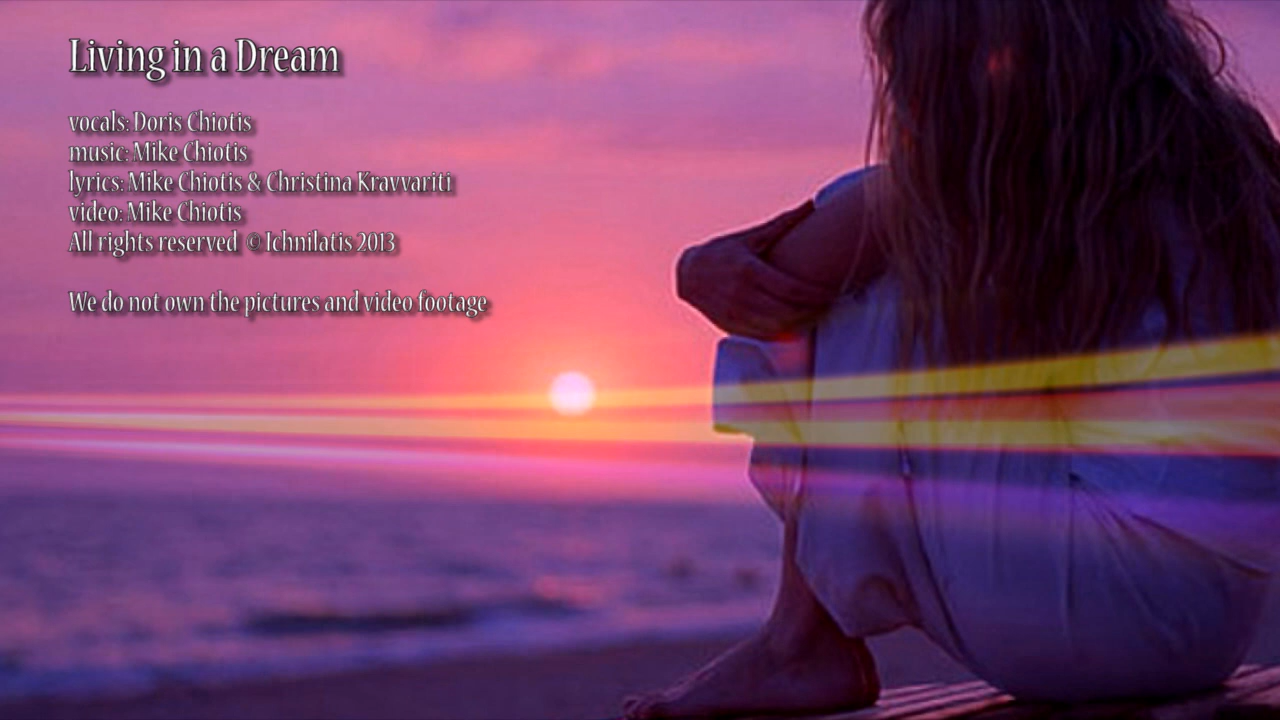 Living in a Dream
vocals: Doris Chiotis
music: Mike Chiotis
lyrics: Mike Chiotis & Christina Kravvariti
video: Mike Chiotis
All rights reserved © Ichnilatis 2013
We do not own the pictures and video footage